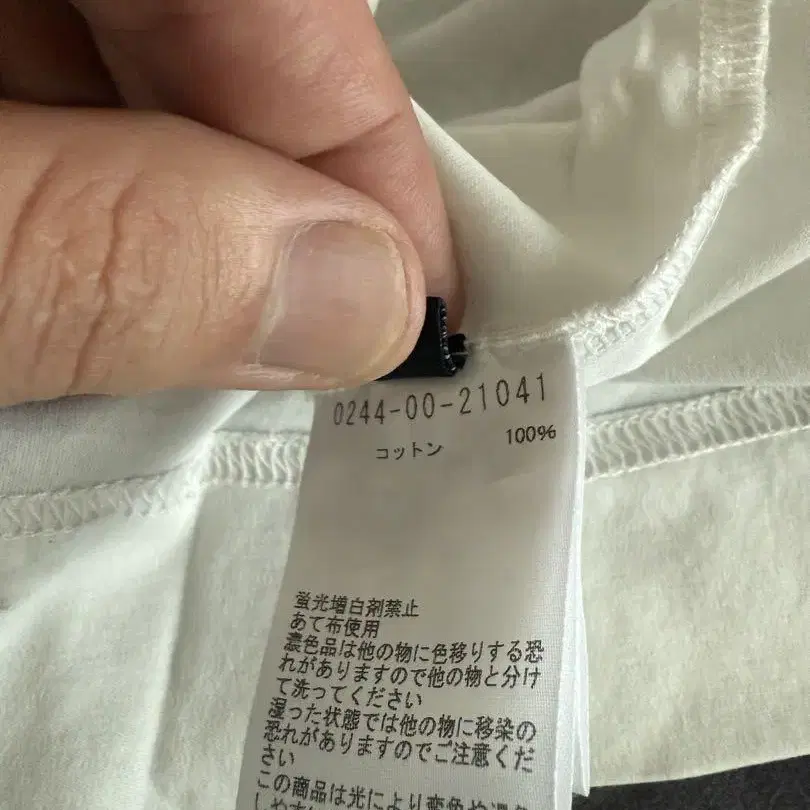 0244-00-21041
コットン 100%
蛍光増白剤禁止
あて布使用
濃色品は他の物に色移りする恐
れがありますので他の物と分け
て洗ってください
湿った状態では他の物に移染の
恐れがありますのでご注意くだ
さい
この商品は光により変色や